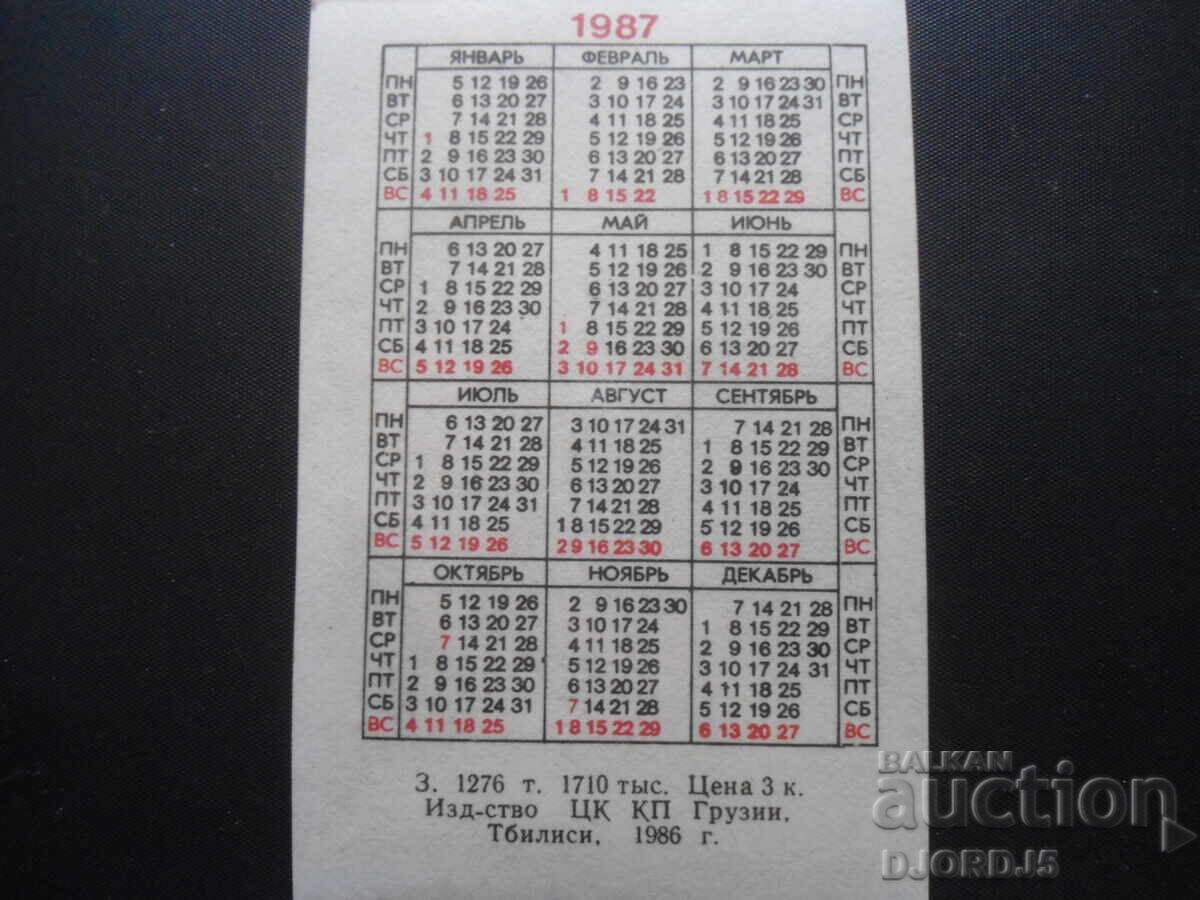 1987
ЯНВАРЬ ФЕВРАЛЬ МАРТ
ПН 5 12 19 26 2 9 16 23 2 9 16 23 30 ПН
ВТ 6 13 20 27 3 10 17 24 3 10 17 24 31 ВТ
СР 7 14 21 28 4 11 18 25 4 11 18 25 СР
ЧТ 1 8 15 22 29 5 12 19 26 5 12 19 26 ЧТ
ПТ 2 9 16 23 30 6 13 20 27 6 13 20 27 ПТ
СБ 3 10 17 24 31 7 14 21 28 7 14 21 28 СБ
ВС 4 11 18 25 1 8 15 22 1 8 15 22 29 ВС
АПРЕЛЬ МАЙ ИЮНЬ
ПН 6 13 20 27 4 11 18 25 1 8 15 22 29 ПН
ВТ 7 14 21 28 5 12 19 26 2 9 16 23 30 ВТ
СР 1 8 15 22 29 6 13 20 27 3 10 17 24 СР
ЧТ 2 9 16 23 30 7 14 21 28 4 11 18 25 ЧТ
ПТ 3 10 17 24 1 8 15 22 29 5 12 19 26 ПТ
СБ 4 11 18 25 2 9 16 23 30 6 13 20 27 СБ
ВС 5 12 19 26 3 10 17 24 31 7 14 21 28 ВС
ИЮЛЬ АВГУСТ СЕНТЯБРЬ
ПН 6 13 20 27 3 10 17 24 31 7 14 21 28 ПН
ВТ 7 14 21 28 4 11 18 25 1 8 15 22 29 ВТ
СР 1 8 15 22 29 5 12 19 26 2 9 16 23 30 СР
ЧТ 2 9 16 23 30 6 13 20 27 3 10 17 24 ЧТ
ПТ 3 10 17 24 31 7 14 21 28 4 11 18 25 ПТ
СБ 4 11 18 25 1 8 15 22 29 5 12 19 26 СБ
ВС 5 12 19 26 2 9 16 23 30 6 13 20 27 ВС
ОКТЯБРЬ НОЯБРЬ ДЕКАБРЬ
ПН 5 12 19 26 2 9 16 23 30 7 14 21 28 ПН
ВТ 6 13 20 27 3 10 17 24 1 8 15 22 29 ВТ
СР 7 14 21 28 4 11 18 25 2 9 16 23 30 СР
ЧТ 1 8 15 22 29 5 12 19 26 3 10 17 24 31 ЧТ
ПТ 2 9 16 23 30 6 13 20 27 4 11 18 25 ПТ
СБ 3 10 17 24 31 7 14 21 28 5 12 19 26 СБ
ВС 4 11 18 25 1 8 15 22 29 6 13 20 27 ВС
З. 1276 т. 1710 тыс. Цена 3 к.
Изд-ство ЦК КП Грузии,
Тбилиси, 1986 г.
BALKAN
auction
DJORDJ5